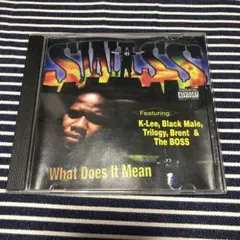 Featuring:
K-Lee, Black Male,
Trilogy, Brent &
The BOSS
What Does It Mean